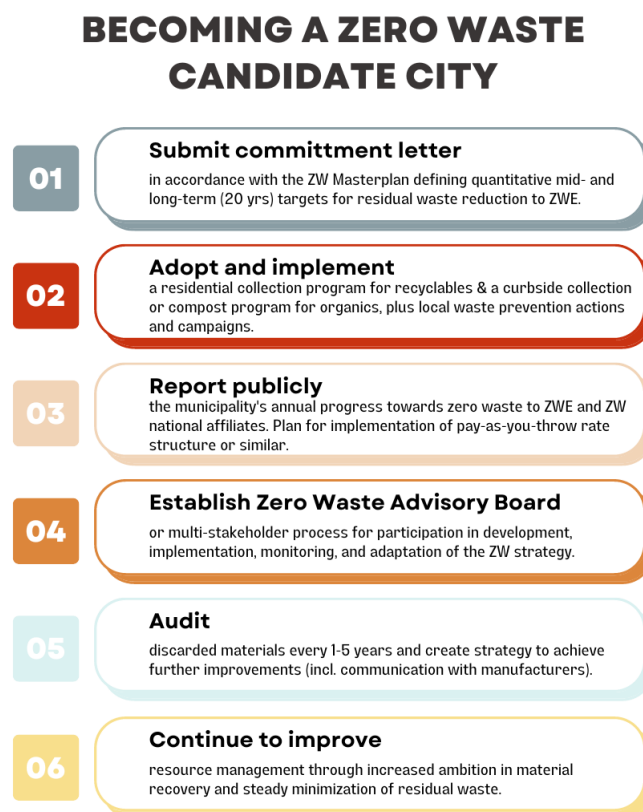 BECOMING A ZERO WASTE
CANDIDATE CITY
01
Submit committment letter
in accordance with the ZW Masterplan defining quantitative mid- and
long-term (20 yrs) targets for residual waste reduction to ZWE.
02
Adopt and implement
a residential collection program for recyclables & a curbside collection
or compost program for organics, plus local waste prevention actions
and campaigns.
03
Report publicly
the municipality's annual progress towards zero waste to ZWE and ZW
national affiliates. Plan for implementation of pay-as-you-throw rate
structure or similar.
04
Establish Zero Waste Advisory Board
or multi-stakeholder process for participation in development,
implementation, monitoring, and adaptation of the ZW strategy.
05
Audit
discarded materials every 1-5 years and create strategy to achieve
further improvements (incl. communication with manufacturers).
06
Continue to improve
resource management through increased ambition in material
recovery and steady minimization of residual waste.